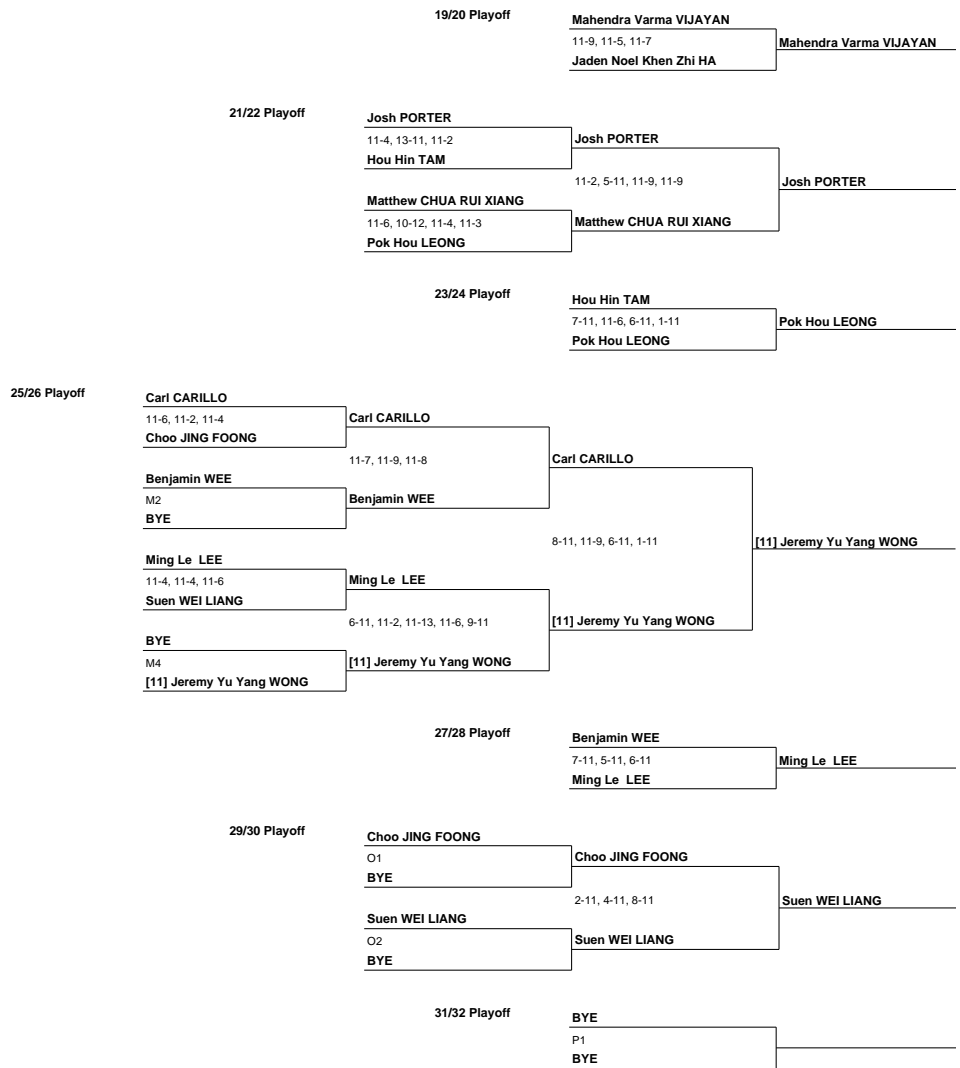 19/20 Playoff
Mahendra Varma VIJAYAN
11-9, 11-5, 11-7
Mahendra Varma VIJAYAN
Jaden Noel Khen Zhi HA
21/22 Playoff
Josh PORTER
11-4, 13-11, 11-2
Josh PORTER
Hou Hin TAM
11-2, 5-11, 11-9, 11-9
Josh PORTER
Matthew CHUA RUI XIANG
11-6, 10-12, 11-4, 11-3
Matthew CHUA RUI XIANG
Pok Hou LEONG
23/24 Playoff
Hou Hin TAM
7-11, 11-6, 6-11, 1-11
Pok Hou LEONG
Pok Hou LEONG
25/26 Playoff
Carl CARILLO
11-6, 11-2, 11-4
Carl CARILLO
Choo JING FOONG
11-7, 11-9, 11-8
Carl CARILLO
Benjamin WEE
M2
Benjamin WEE
BYE
8-11, 11-9, 6-11, 1-11
[11] Jeremy Yu Yang WONG
Ming Le LEE
11-4, 11-4, 11-6
Ming Le LEE
Suen WEI LIANG
6-11, 11-2, 11-13, 11-6, 9-11
[11] Jeremy Yu Yang WONG
BYE
M4
[11] Jeremy Yu Yang WONG
[11] Jeremy Yu Yang WONG
27/28 Playoff
Benjamin WEE
7-11, 5-11, 6-11
Ming Le LEE
Ming Le LEE
29/30 Playoff
Choo JING FOONG
O1
Choo JING FOONG
BYE
2-11, 4-11, 8-11
Suen WEI LIANG
Suen WEI LIANG
O2
Suen WEI LIANG
BYE
31/32 Playoff
BYE
P1
BYE